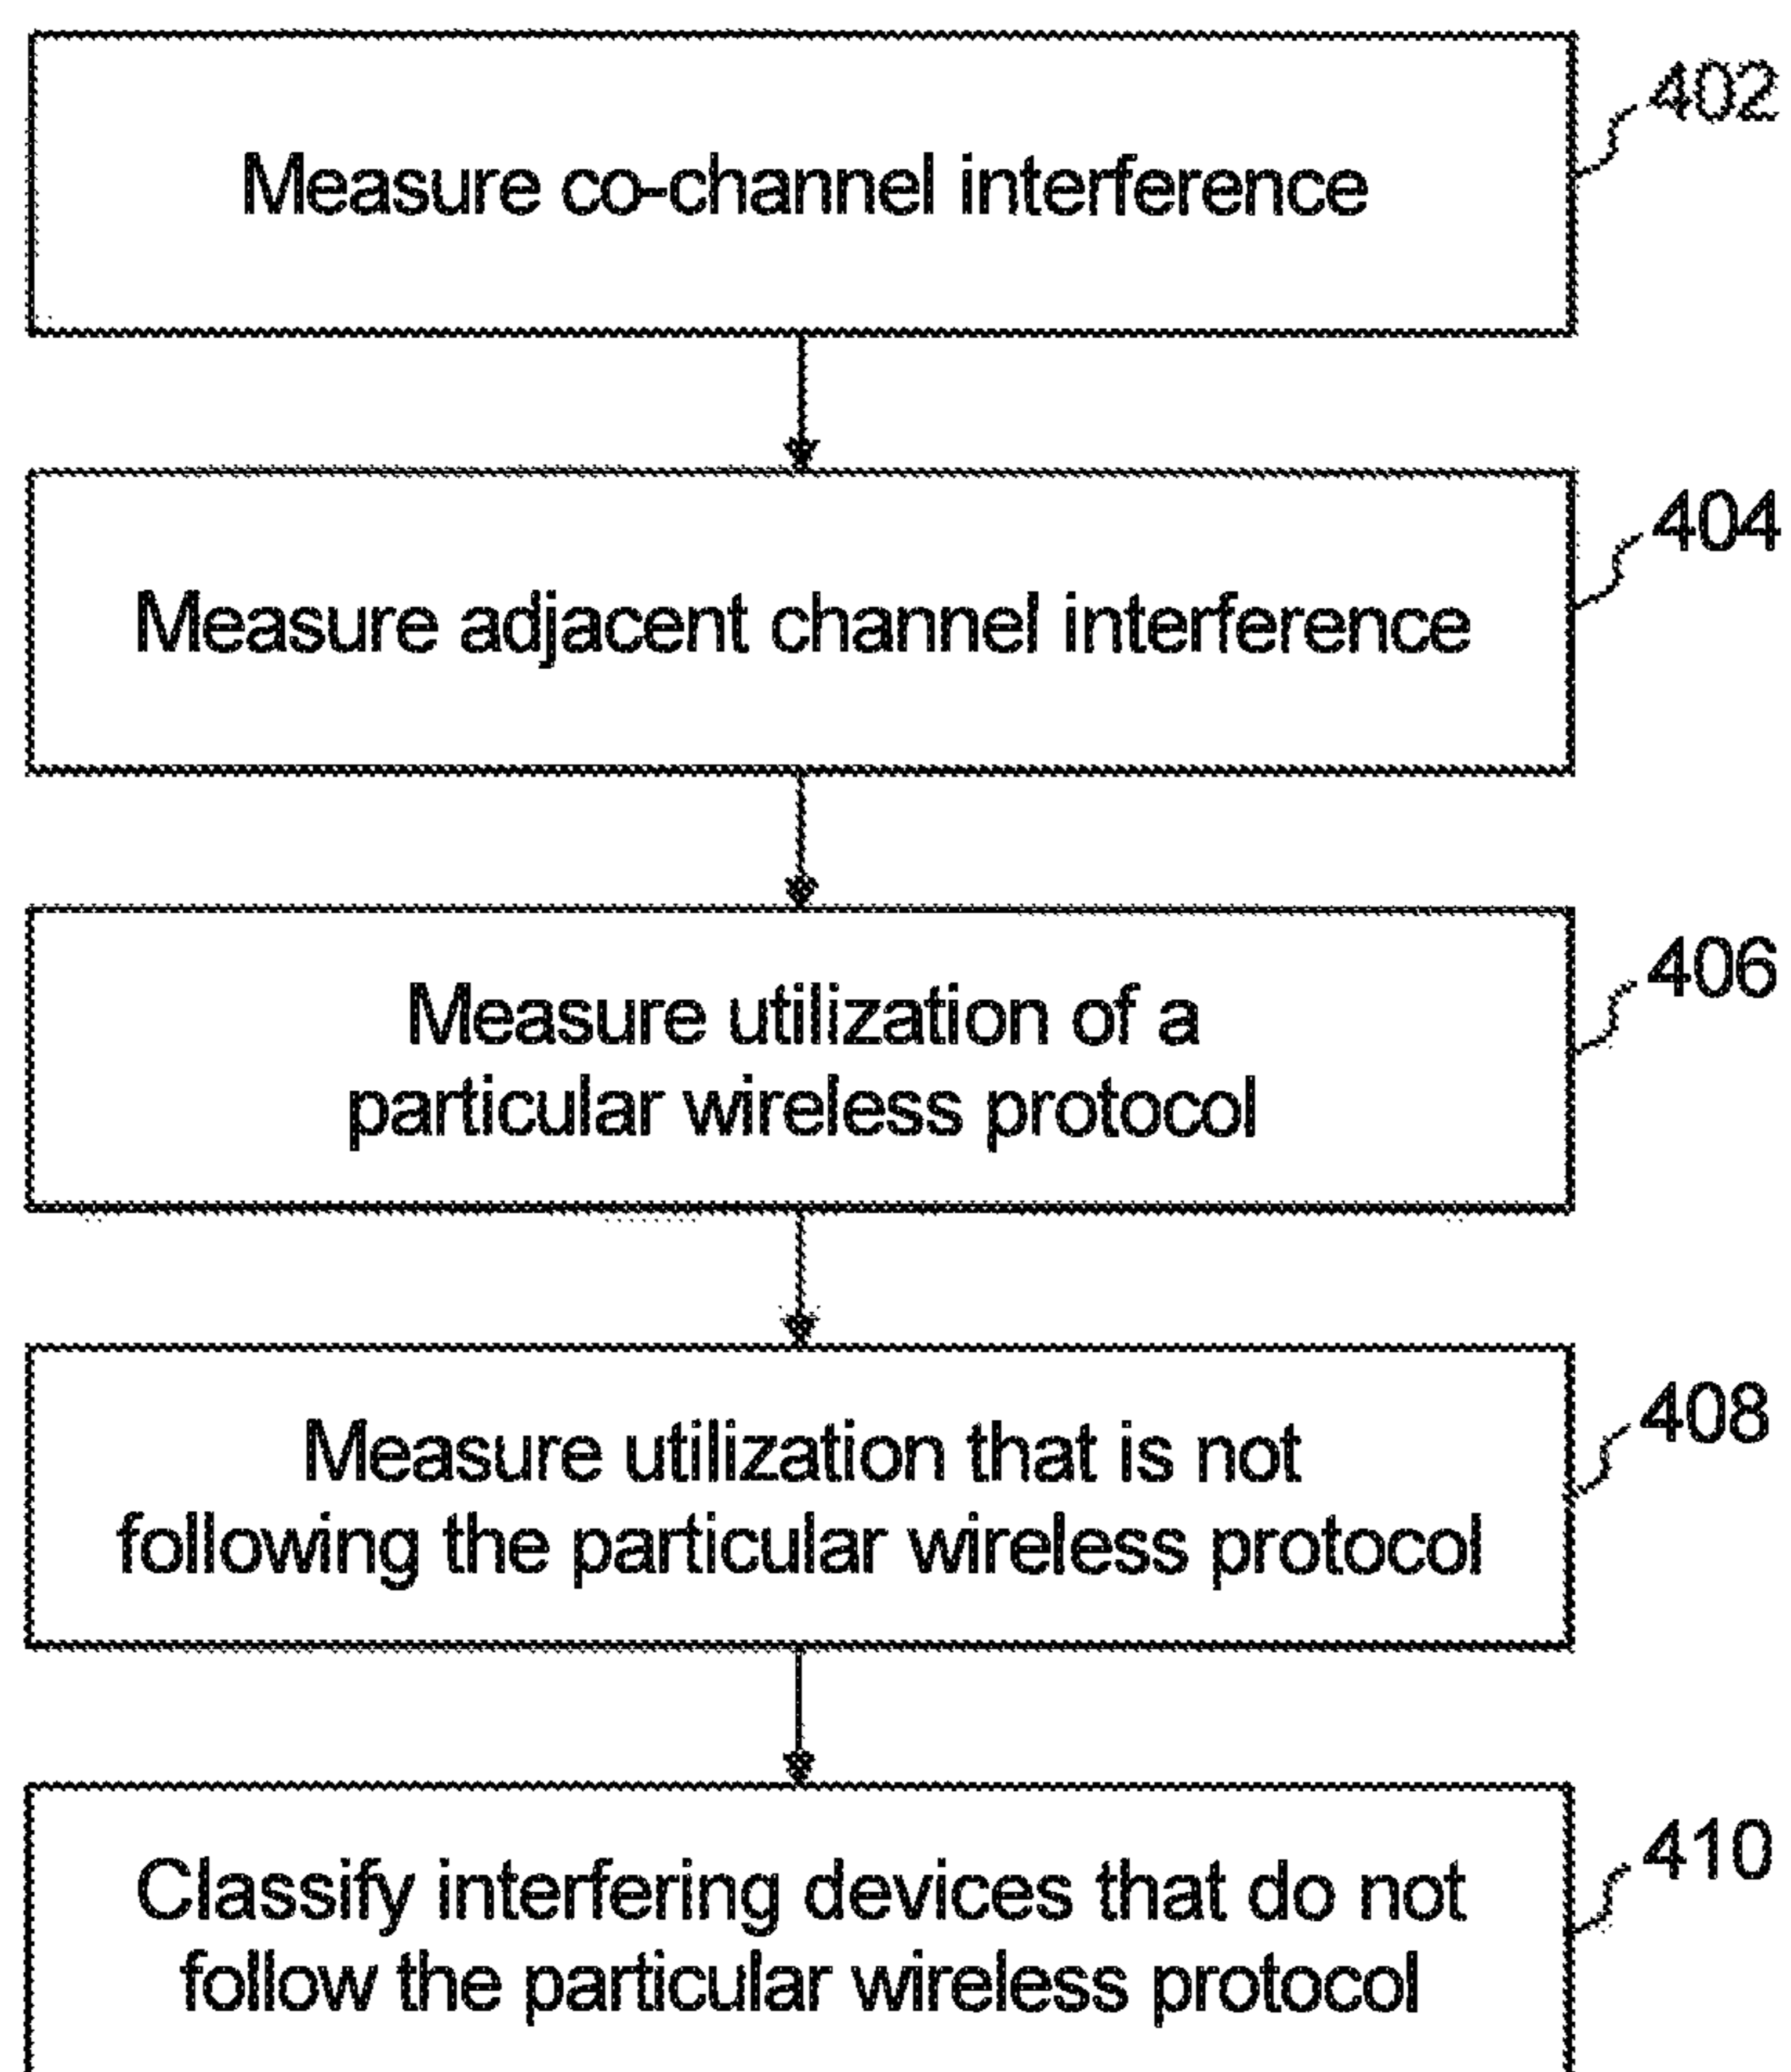 Measure co-channel interference
402
Measure adjacent channel interference
404
Measure utilization of a
particular wireless protocol
406
Measure utilization that is not
following the particular wireless protocol
408
Classify interfering devices that do not
follow the particular wireless protocol
410